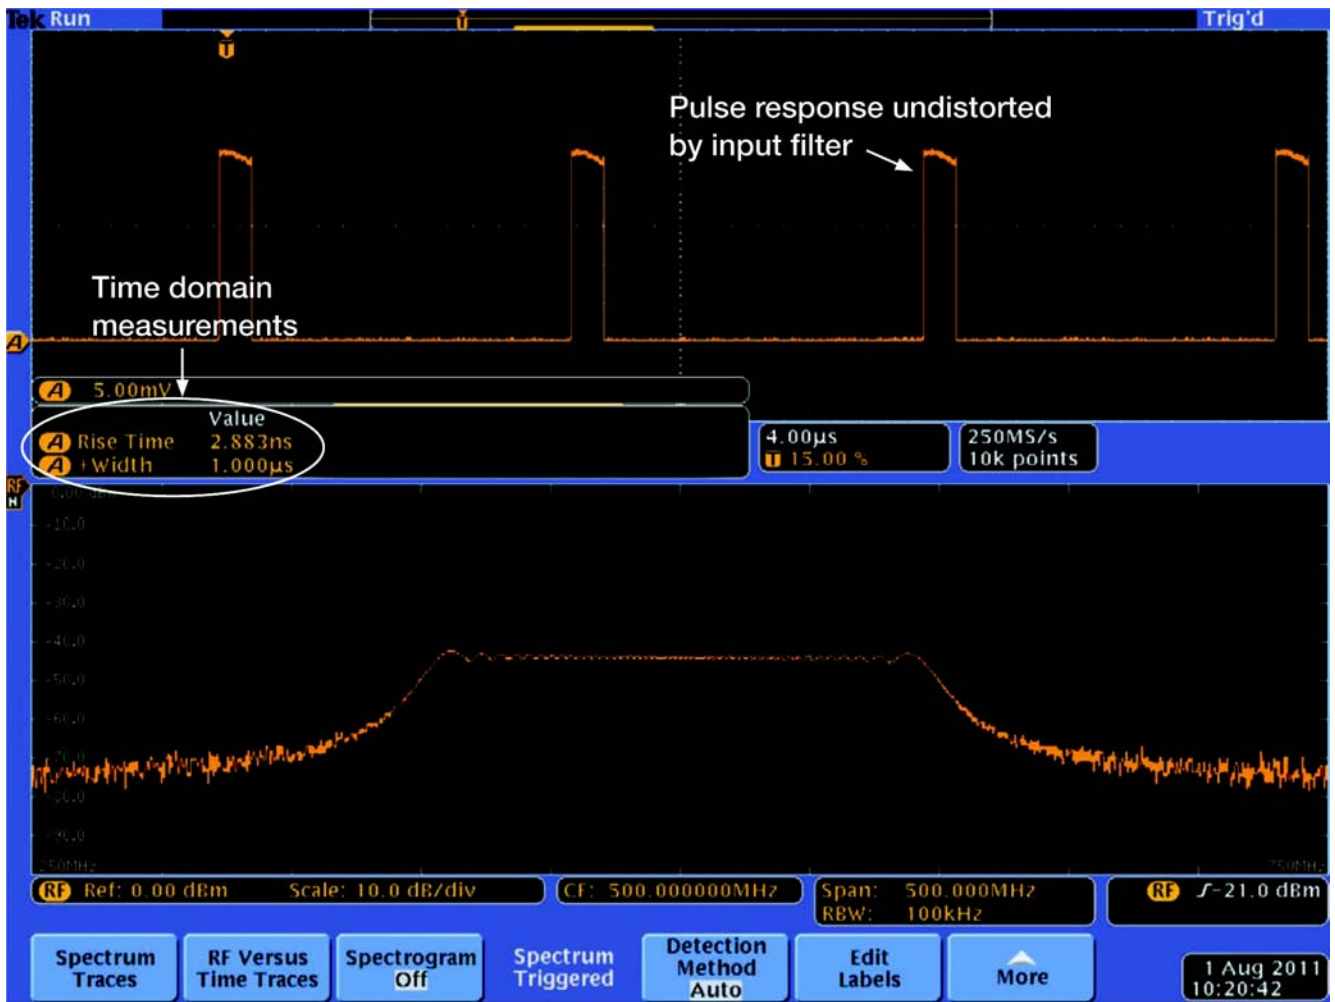 Tek Run
Trig'd
Pulse response undistorted
by input filter
Time domain
measurements
A 5.00mV
Value
A Rise Time 2.883ns
A +Width 1.000µs
4.00µs
T 15.00 %
250MS/s
10k points
A
RF
H
0.00 dBm
-10.0
-20.0
-30.0
-40.0
-50.0
-60.0
-70.0
-80.0
-90.0
250MHz
750MHz
RF Ref: 0.00 dBm Scale: 10.0 dB/div
CF: 500.000000MHz
Span: 500.000MHz
RBW: 100kHz
RF -21.0 dBm
Spectrum
Traces
RF Versus
Time Traces
Spectrogram
Off
Spectrum
Triggered
Detection
Method
Auto
Edit
Labels
More
1 Aug 2011
10:20:42